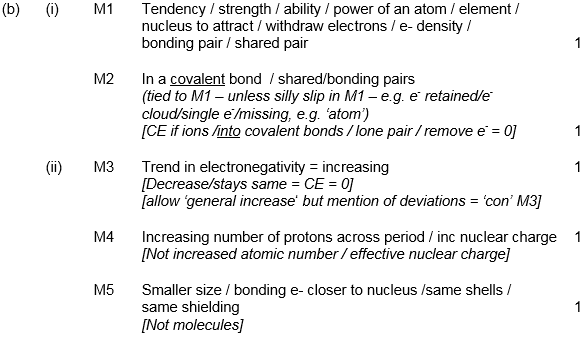 (b) (i) M1 Tendency / strength / ability / power of an atom / element /
nucleus to attract / withdraw electrons / e- density /
bonding pair / shared pair 1
M2 In a covalent bond / shared/bonding pairs
(tied to M1 – unless silly slip in M1 – e.g. e⁻ retained/e⁻
cloud/single e⁻/missing, e.g. ‘atom’)
[CE if ions /into covalent bonds / lone pair / remove e⁻ = 0] 1
(ii) M3 Trend in electronegativity = increasing 1
[Decrease/stays same = CE = 0]
[allow ‘general increase‘ but mention of deviations = ‘con’ M3]
M4 Increasing number of protons across period / inc nuclear charge 1
[Not increased atomic number / effective nuclear charge]
M5 Smaller size / bonding e- closer to nucleus /same shells /
same shielding 1
[Not molecules]